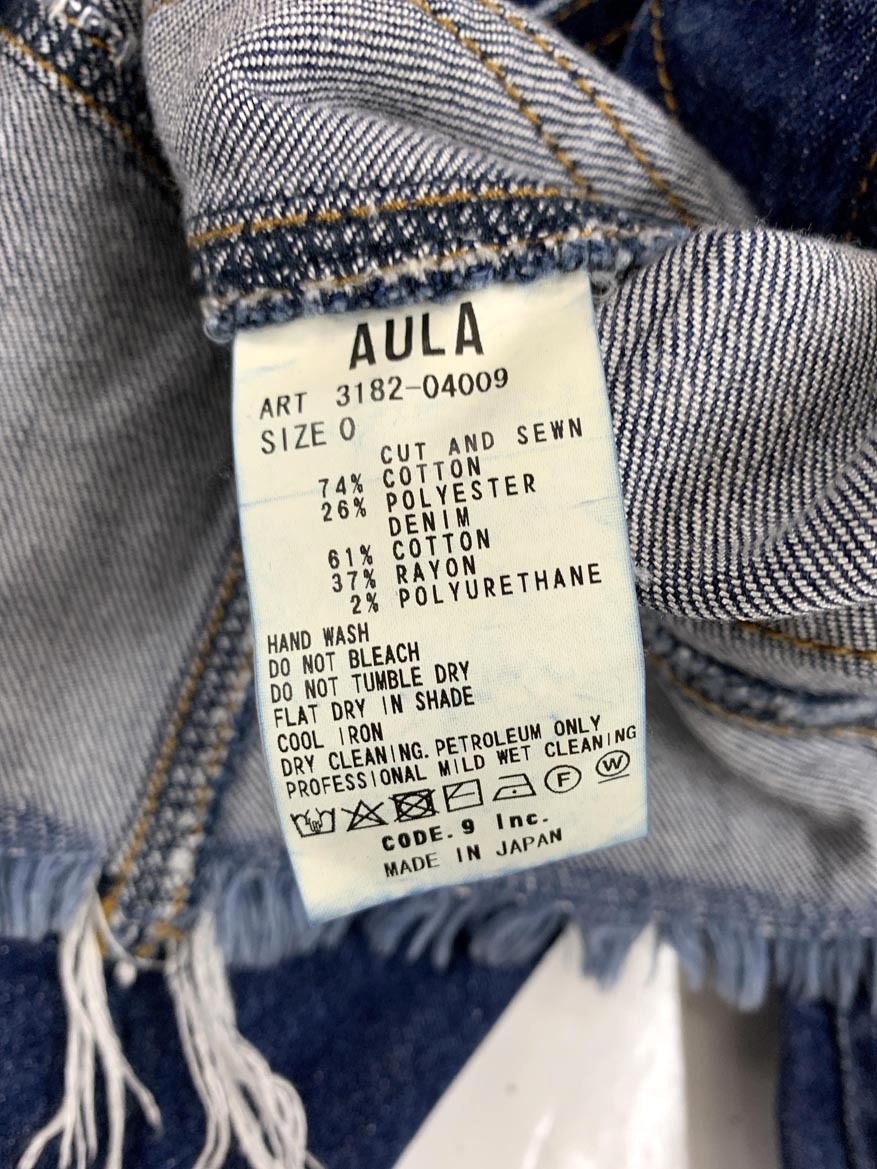 AULA
ART 3182-04009
SIZE 0
CUT AND SEWN
74% COTTON
26% POLYESTER
DENIM
61% COTTON
37% RAYON
2% POLYURETHANE
HAND WASH
DO NOT BLEACH
DO NOT TUMBLE DRY
FLAT DRY IN SHADE
COOL IRON
DRY CLEANING. PETROLEUM ONLY
PROFESSIONAL MILD WET CLEANING
F W
CODE. 9 Inc.
MADE IN JAPAN